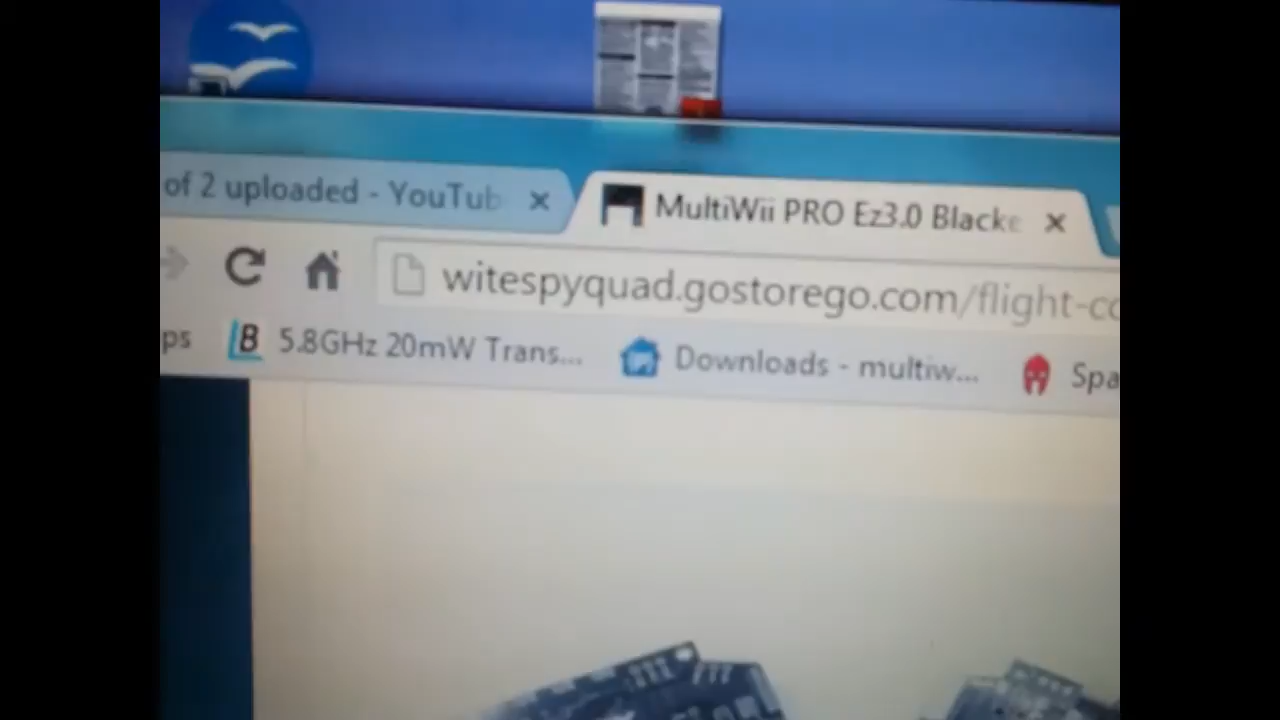 of 2 uploaded - YouTub
MultiWii PRO Ez3.0 Blacke
witespyquad.gostorego.com/flight-co
ps
5.8GHz 20mW Trans...
Downloads - multiw...
Spa